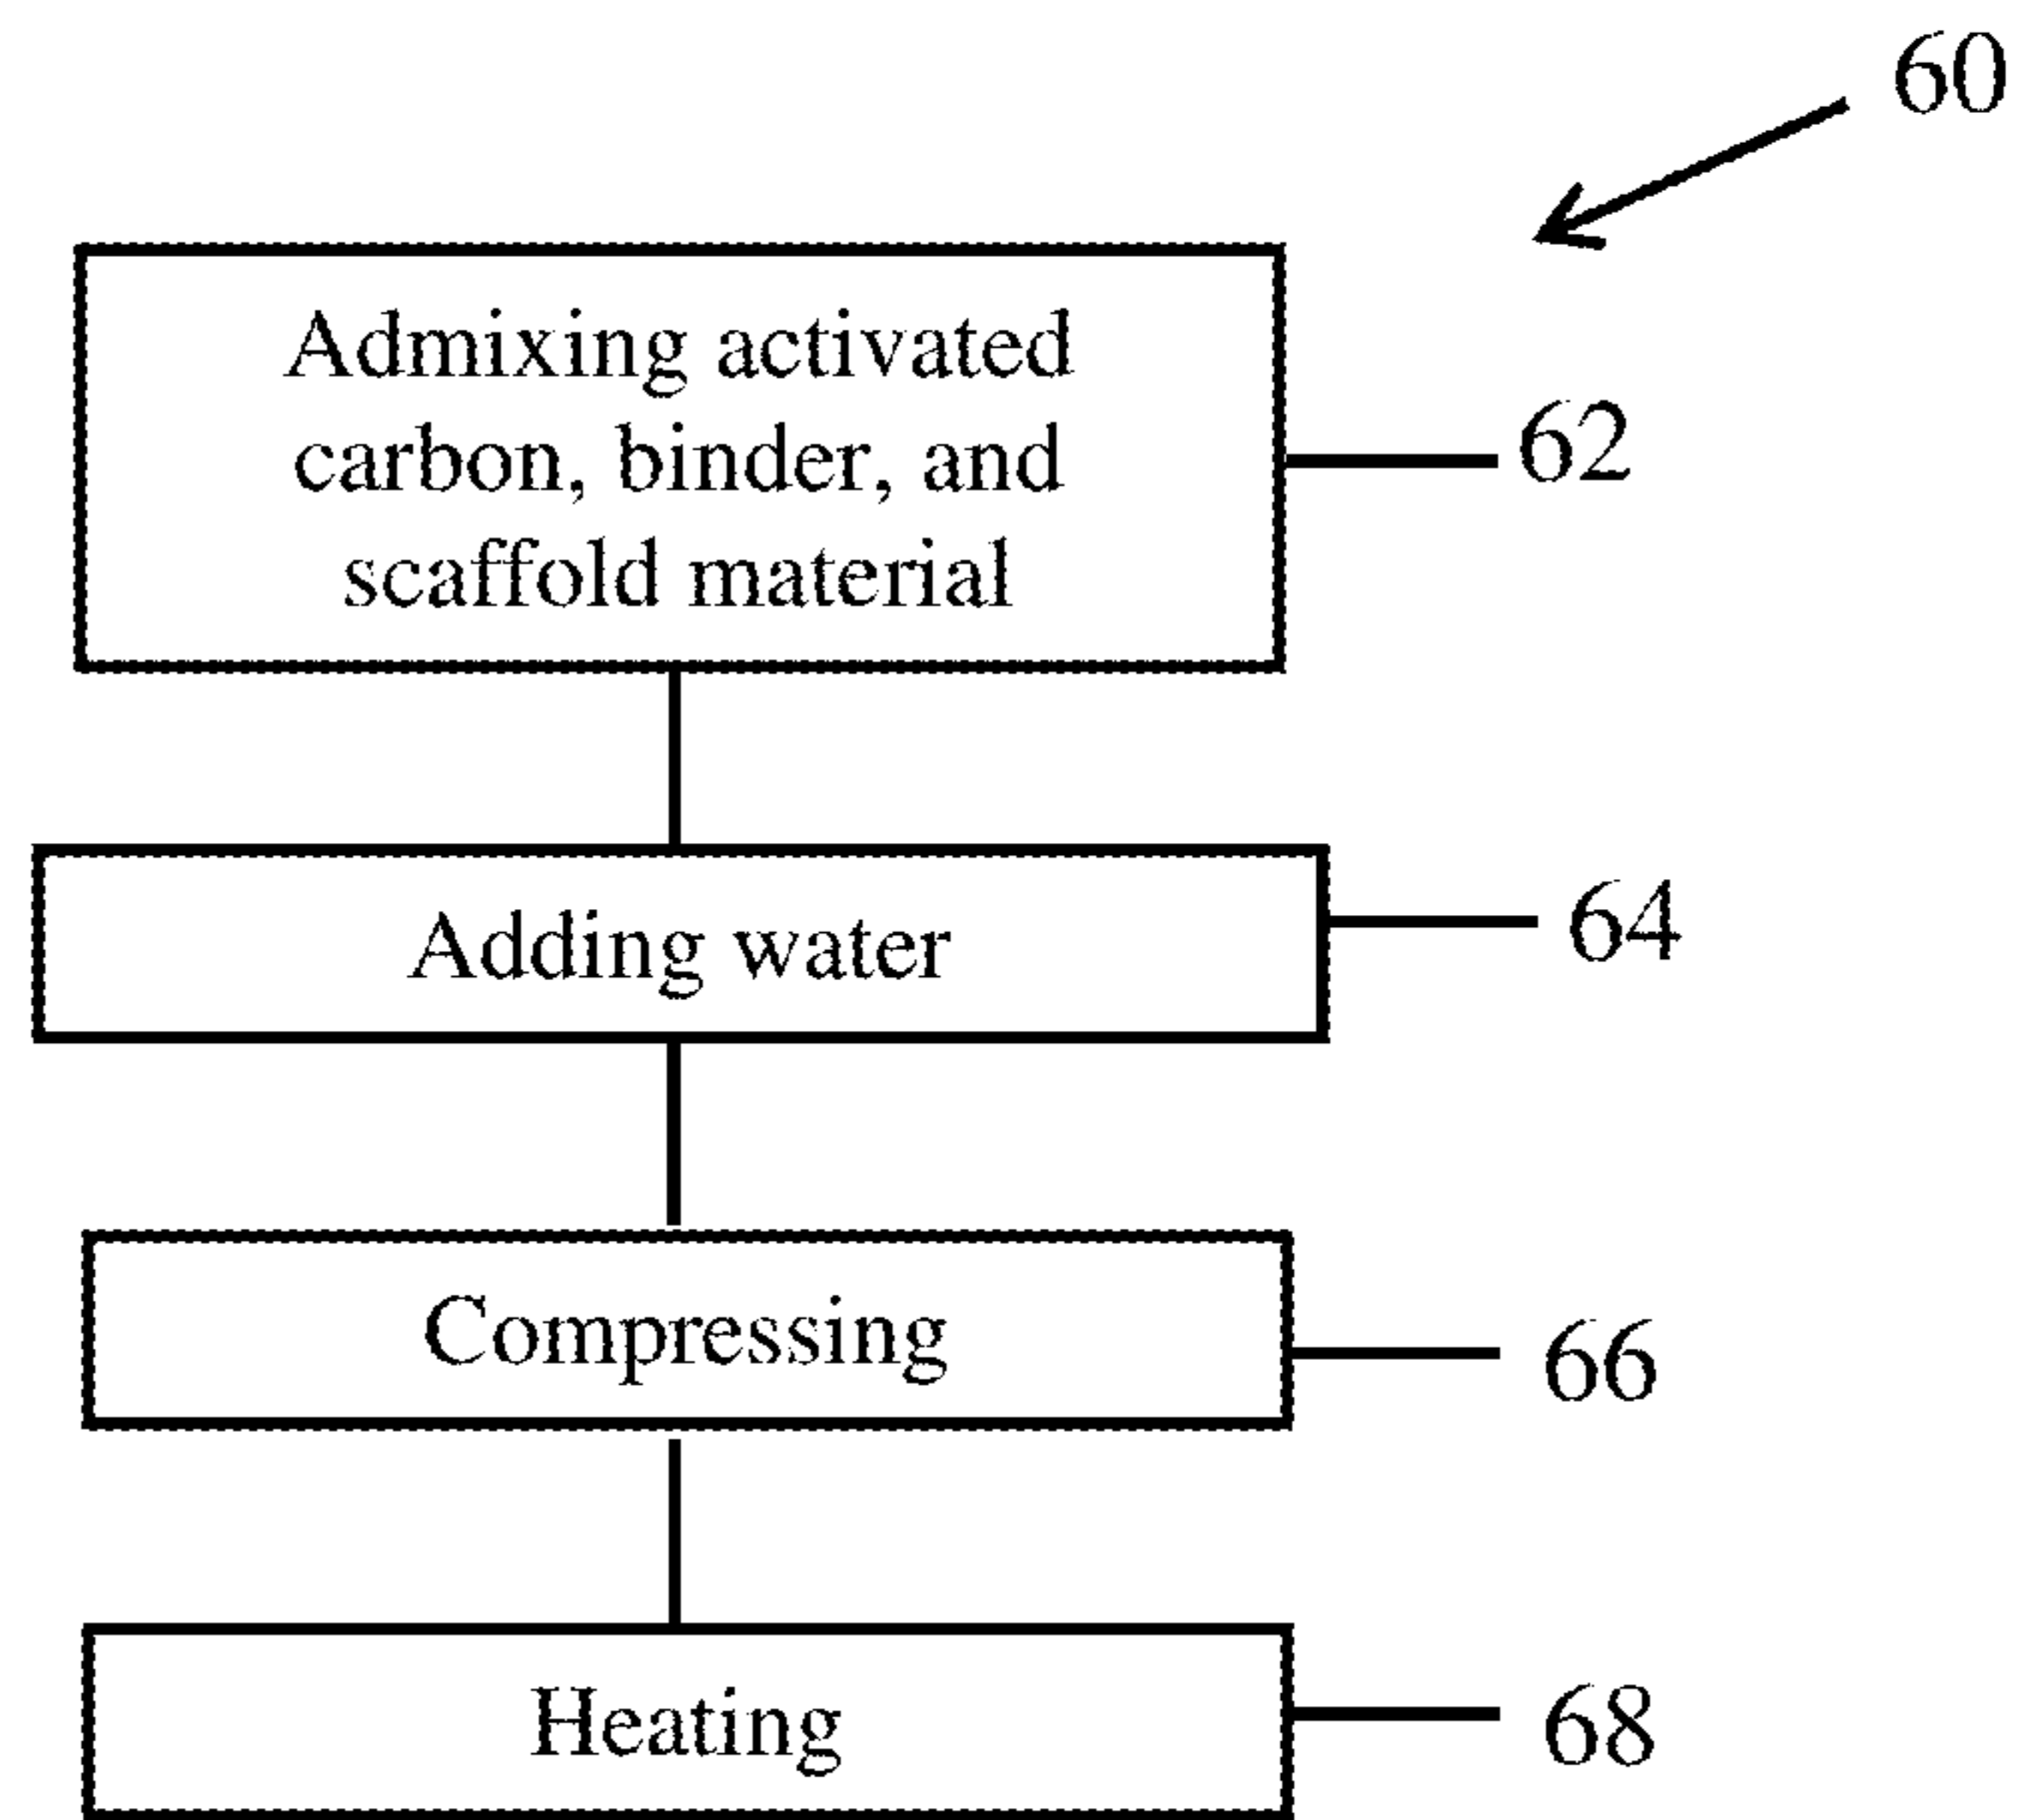 60
Admixing activated
carbon, binder, and
scaffold material
62
Adding water
64
Compressing
66
Heating
68